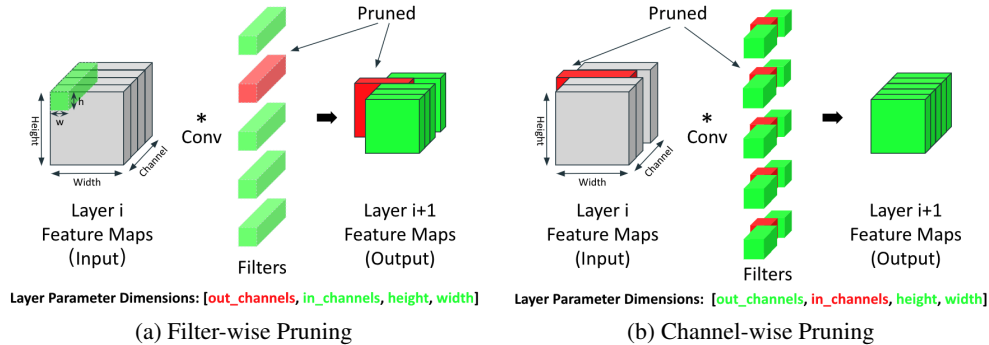 Pruned
h
w
Height
Width
Channel
*
Conv
Layer i
Feature Maps
(Input)
Filters
Layer i+1
Feature Maps
(Output)
Layer Parameter Dimensions: [out_channels, in_channels, height, width]
(a) Filter-wise Pruning
Pruned
Height
Width
Channel
*
Conv
Layer i
Feature Maps
(Input)
Filters
Layer i+1
Feature Maps
(Output)
Layer Parameter Dimensions: [out_channels, in_channels, height, width]
(b) Channel-wise Pruning